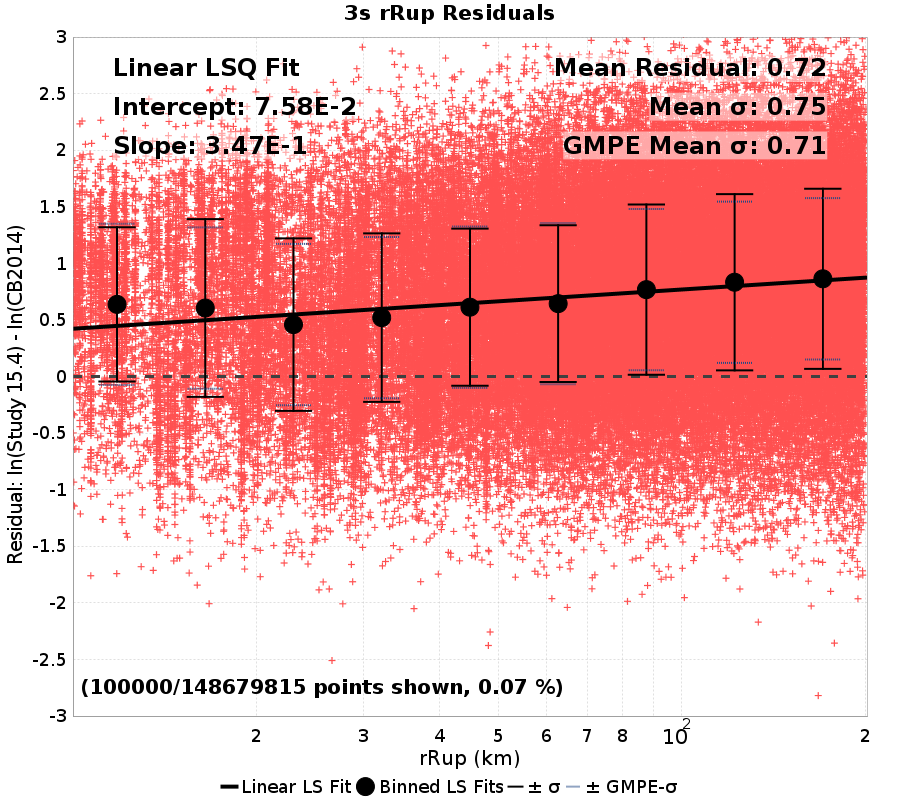 3s rRup Residuals
Linear LSQ Fit
Intercept: 7.58E-2
Slope: 3.47E-1
Mean Residual: 0.72
Mean σ: 0.75
GMPE Mean σ: 0.71
3
2.5
2
1.5
1
0.5
0
-0.5
-1
-1.5
-2
-2.5
-3
Residual: ln(Study 15.4) - ln(CB2014)
(100000/148679815 points shown, 0.07 %)
2 3 4 5 6 7 8 10² 2
rRup (km)
Linear LS Fit Binned LS Fits ± σ ± GMPE-σ